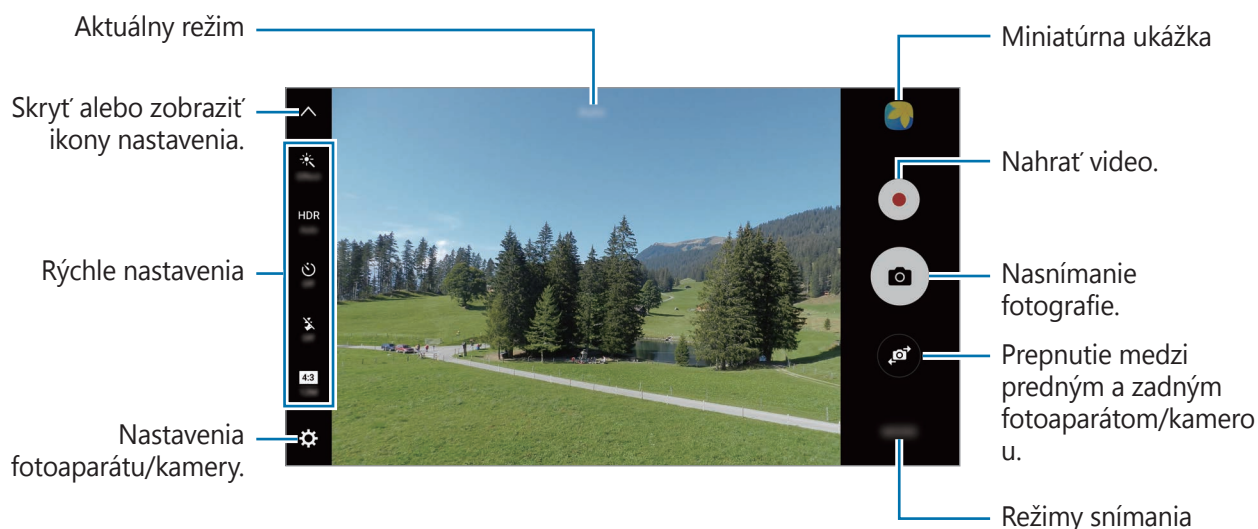 Aktuálny režim
Skryť alebo zobraziť
ikony nastavenia.
HDR
Rýchle nastavenia
4:3
Nastavenia
fotoaparátu/kamery.
Miniatúrna ukážka
Nahrať video.
Nasnímanie
fotografie.
Prepnutie medzi
predným a zadným
fotoaparátom/kamero
u.
Režimy snímania